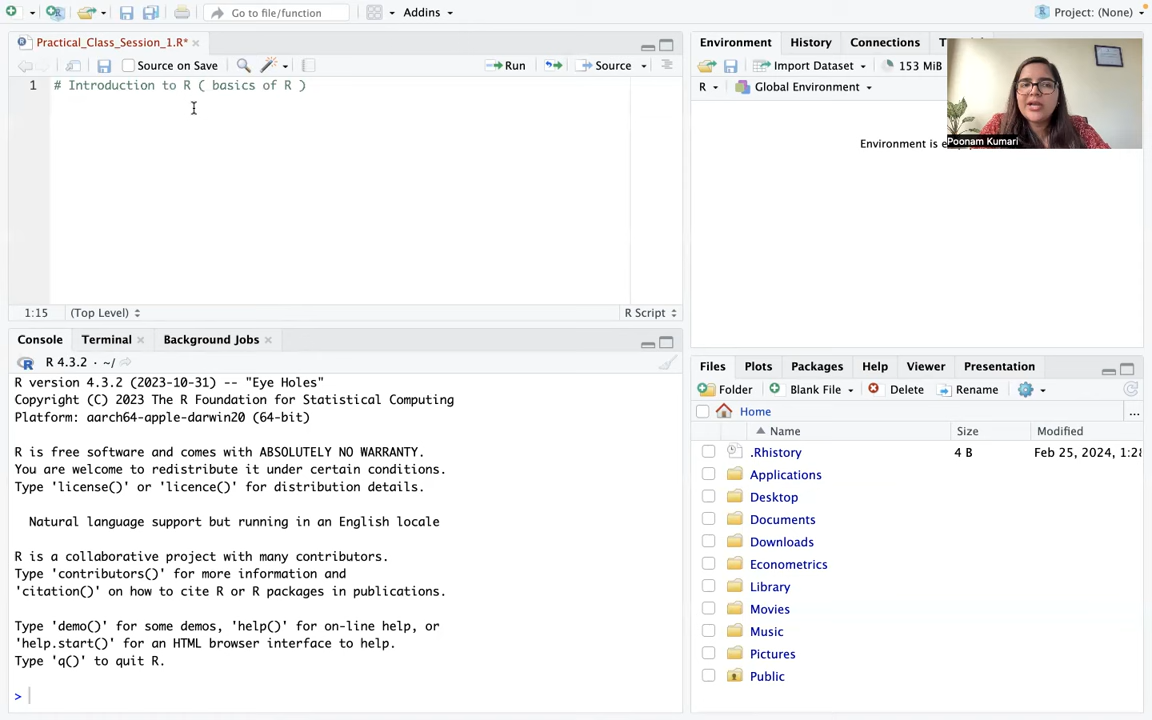 Go to file/function
Addins
Project: (None)
Practical_Class_Session_1.R*
Source on Save
Run
Source
1 # Introduction to R ( basics of R )
1:15 (Top Level)
R Script
Console Terminal Background Jobs
R 4.3.2 · ~/
R version 4.3.2 (2023-10-31) -- "Eye Holes"
Copyright (C) 2023 The R Foundation for Statistical Computing
Platform: aarch64-apple-darwin20 (64-bit)
R is free software and comes with ABSOLUTELY NO WARRANTY.
You are welcome to redistribute it under certain conditions.
Type 'license()' or 'licence()' for distribution details.
Natural language support but running in an English locale
R is a collaborative project with many contributors.
Type 'contributors()' for more information and
'citation()' on how to cite R or R packages in publications.
Type 'demo()' for some demos, 'help()' for on-line help, or
'help.start()' for an HTML browser interface to help.
Type 'q()' to quit R.
>
Environment History Connections
Import Dataset 153 MiB
R Global Environment
Environment is
Poonam Kumari
Files Plots Packages Help Viewer Presentation
Folder Blank File Delete Rename
Home ...
Name Size Modified
.Rhistory 4 B Feb 25, 2024, 1:28
Applications
Desktop
Documents
Downloads
Econometrics
Library
Movies
Music
Pictures
Public